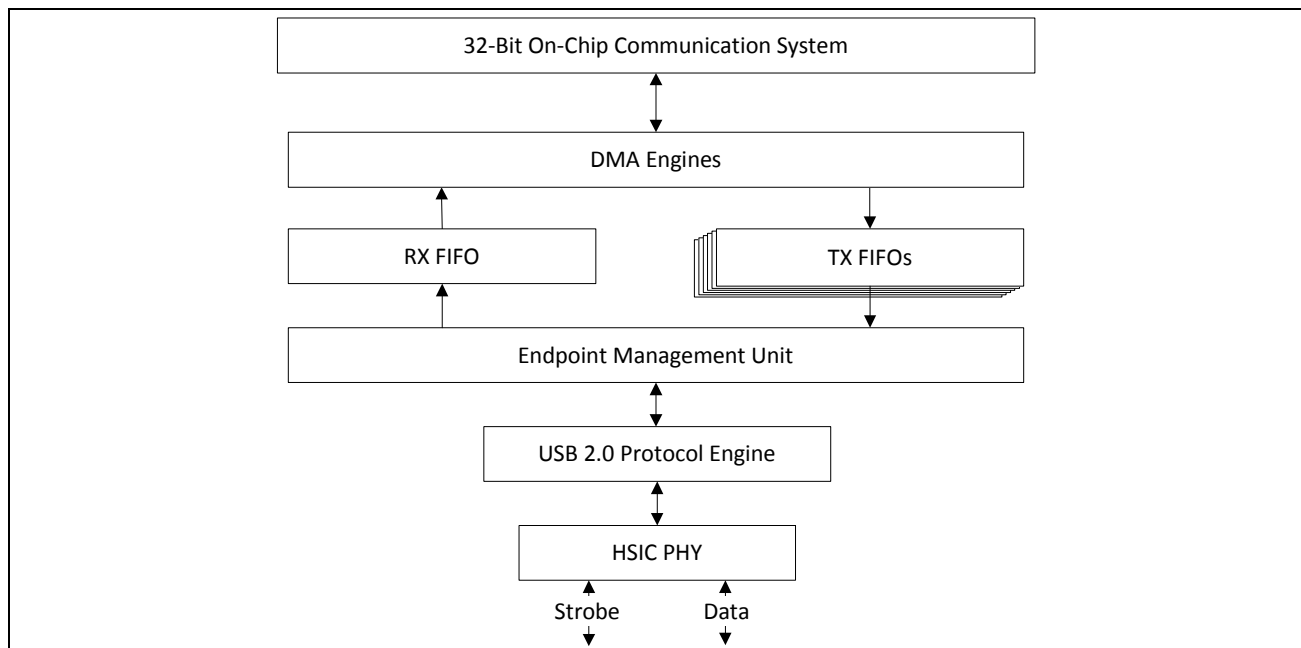 32-Bit On-Chip Communication System
DMA Engines
RX FIFO
TX FIFOs
Endpoint Management Unit
USB 2.0 Protocol Engine
HSIC PHY
Strobe
Data